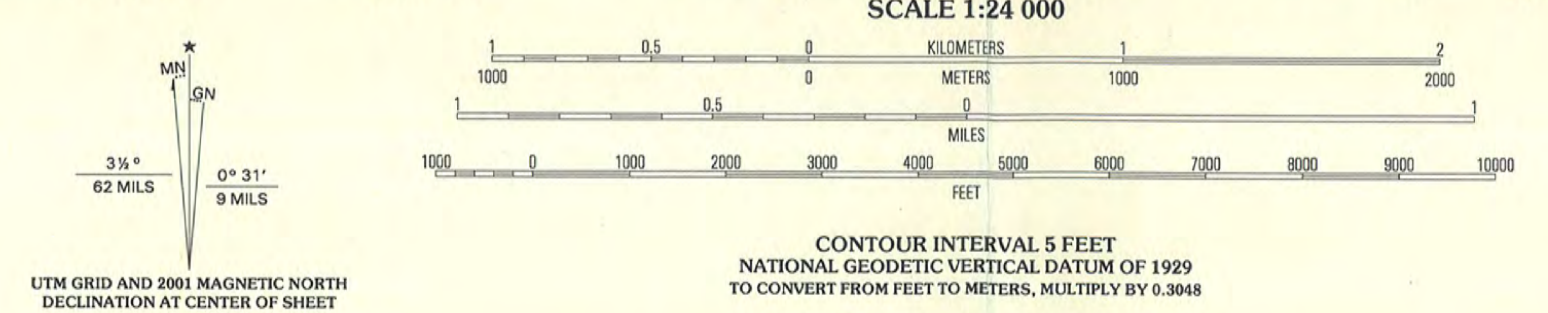 SCALE 1:24 000
1 0.5 0 KILOMETERS 1 2
1000 0 METERS 1000 2000
1 0.5 0 1
MILES
1000 0 1000 2000 3000 4000 5000 6000 7000 8000 9000 10000
FEET
CONTOUR INTERVAL 5 FEET
NATIONAL GEODETIC VERTICAL DATUM OF 1929
TO CONVERT FROM FEET TO METERS, MULTIPLY BY 0.3048
★
MN
GN
3½°
62 MILS
0° 31′
9 MILS
UTM GRID AND 2001 MAGNETIC NORTH
DECLINATION AT CENTER OF SHEET